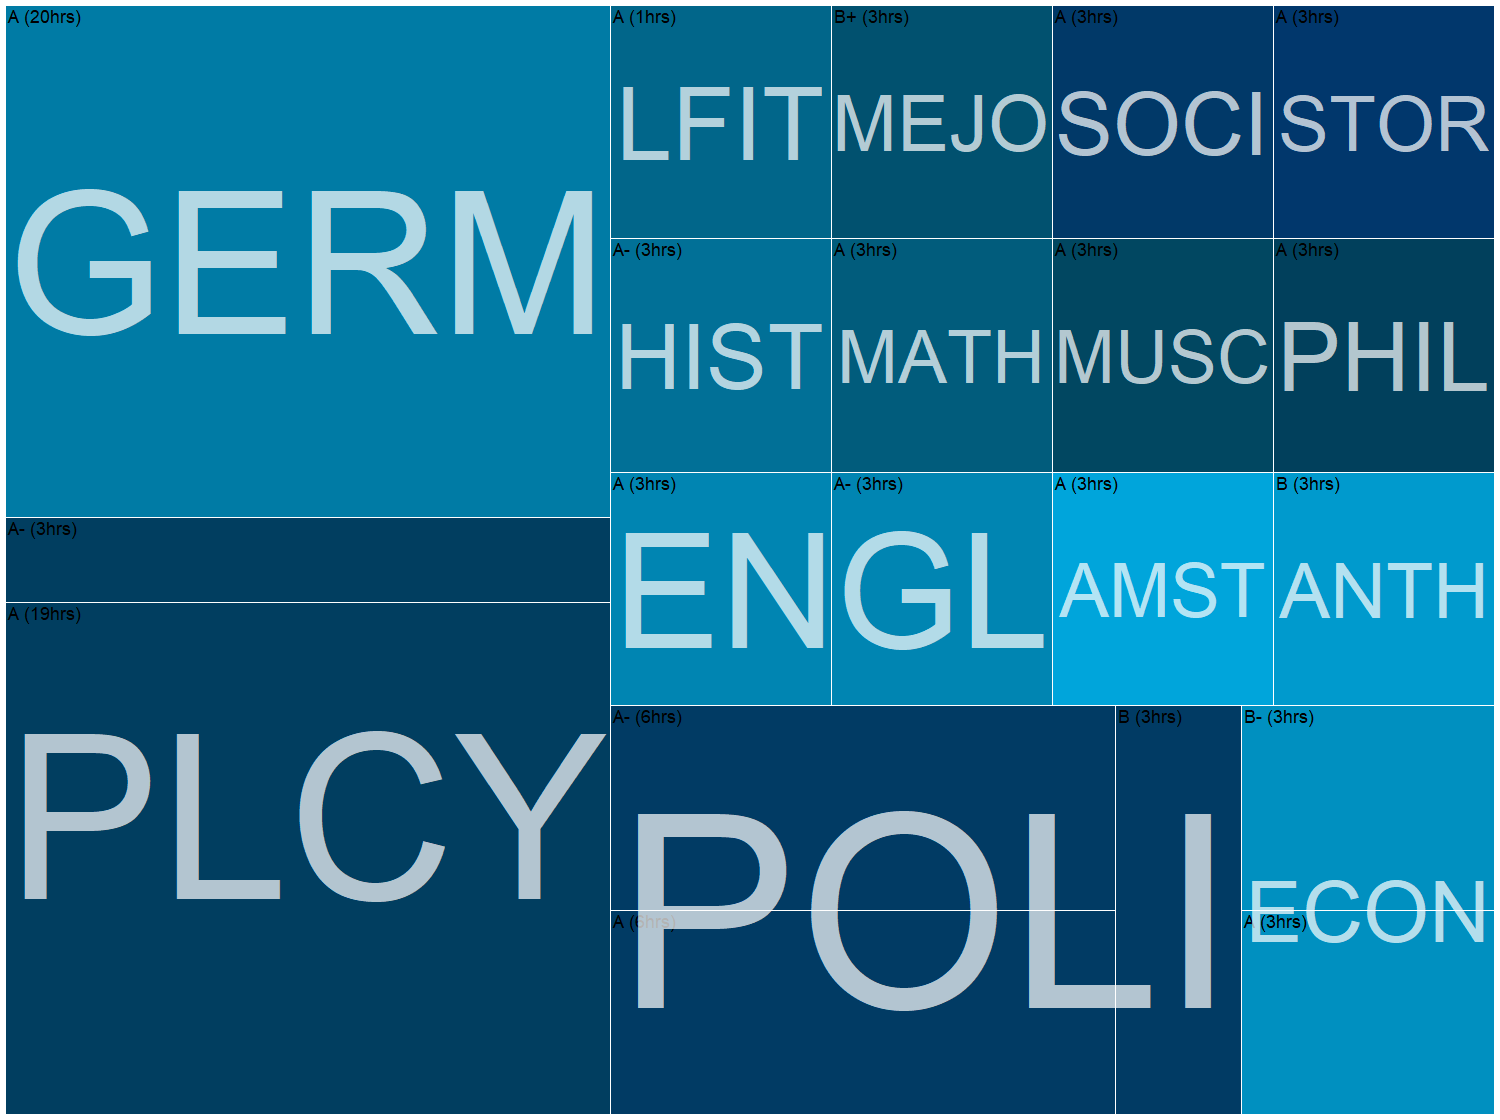 A (20hrs)
GERM
A- (3hrs)
A (19hrs)
PLCY
A (1hrs)
LFIT
B+ (3hrs)
MEJO
A (3hrs)
SOCI
A (3hrs)
STOR
A- (3hrs)
HIST
A (3hrs)
MATH
A (3hrs)
MUSC
A (3hrs)
PHIL
A (3hrs)
A- (3hrs)
ENGL
A (3hrs)
AMST
B (3hrs)
ANTH
A- (6hrs)
B (3hrs)
POLI
A (6hrs)
B- (3hrs)
ECON
A (3hrs)